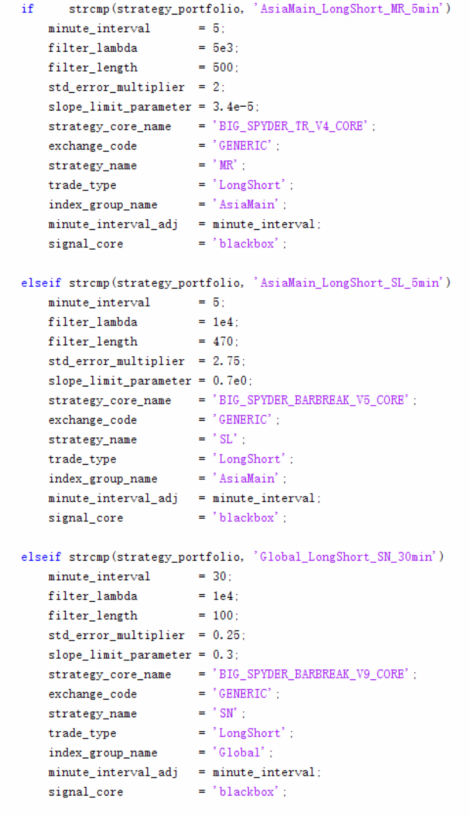 if     strcmp(strategy_portfolio, 'AsiaMain_LongShort_MR_5min')
    minute_interval       = 5;
    filter_lambda         = 5e3;
    filter_length         = 500;
    std_error_multiplier  = 2;
    slope_limit_parameter = 3.4e-5;
    strategy_core_name    = 'BIG_SPYDER_TR_V4_CORE';
    exchange_code         = 'GENERIC';
    strategy_name         = 'MR';
    trade_type            = 'LongShort';
    index_group_name      = 'AsiaMain';
    minute_interval_adj   = minute_interval;
    signal_core           = 'blackbox';

elseif strcmp(strategy_portfolio, 'AsiaMain_LongShort_SL_5min')
    minute_interval       = 5;
    filter_lambda         = 1e4;
    filter_length         = 470;
    std_error_multiplier  = 2.75;
    slope_limit_parameter = 0.7e0;
    strategy_core_name    = 'BIG_SPYDER_BARBREAK_V5_CORE';
    exchange_code         = 'GENERIC';
    strategy_name         = 'SL';
    trade_type            = 'LongShort';
    index_group_name      = 'AsiaMain';
    minute_interval_adj   = minute_interval;
    signal_core           = 'blackbox';

elseif strcmp(strategy_portfolio, 'Global_LongShort_SN_30min')
    minute_interval       = 30;
    filter_lambda         = 1e4;
    filter_length         = 100;
    std_error_multiplier  = 0.25;
    slope_limit_parameter = 0.3;
    strategy_core_name    = 'BIG_SPYDER_BARBREAK_V9_CORE';
    exchange_code         = 'GENERIC';
    strategy_name         = 'SN';
    trade_type            = 'LongShort';
    index_group_name      = 'Global';
    minute_interval_adj   = minute_interval;
    signal_core           = 'blackbox';